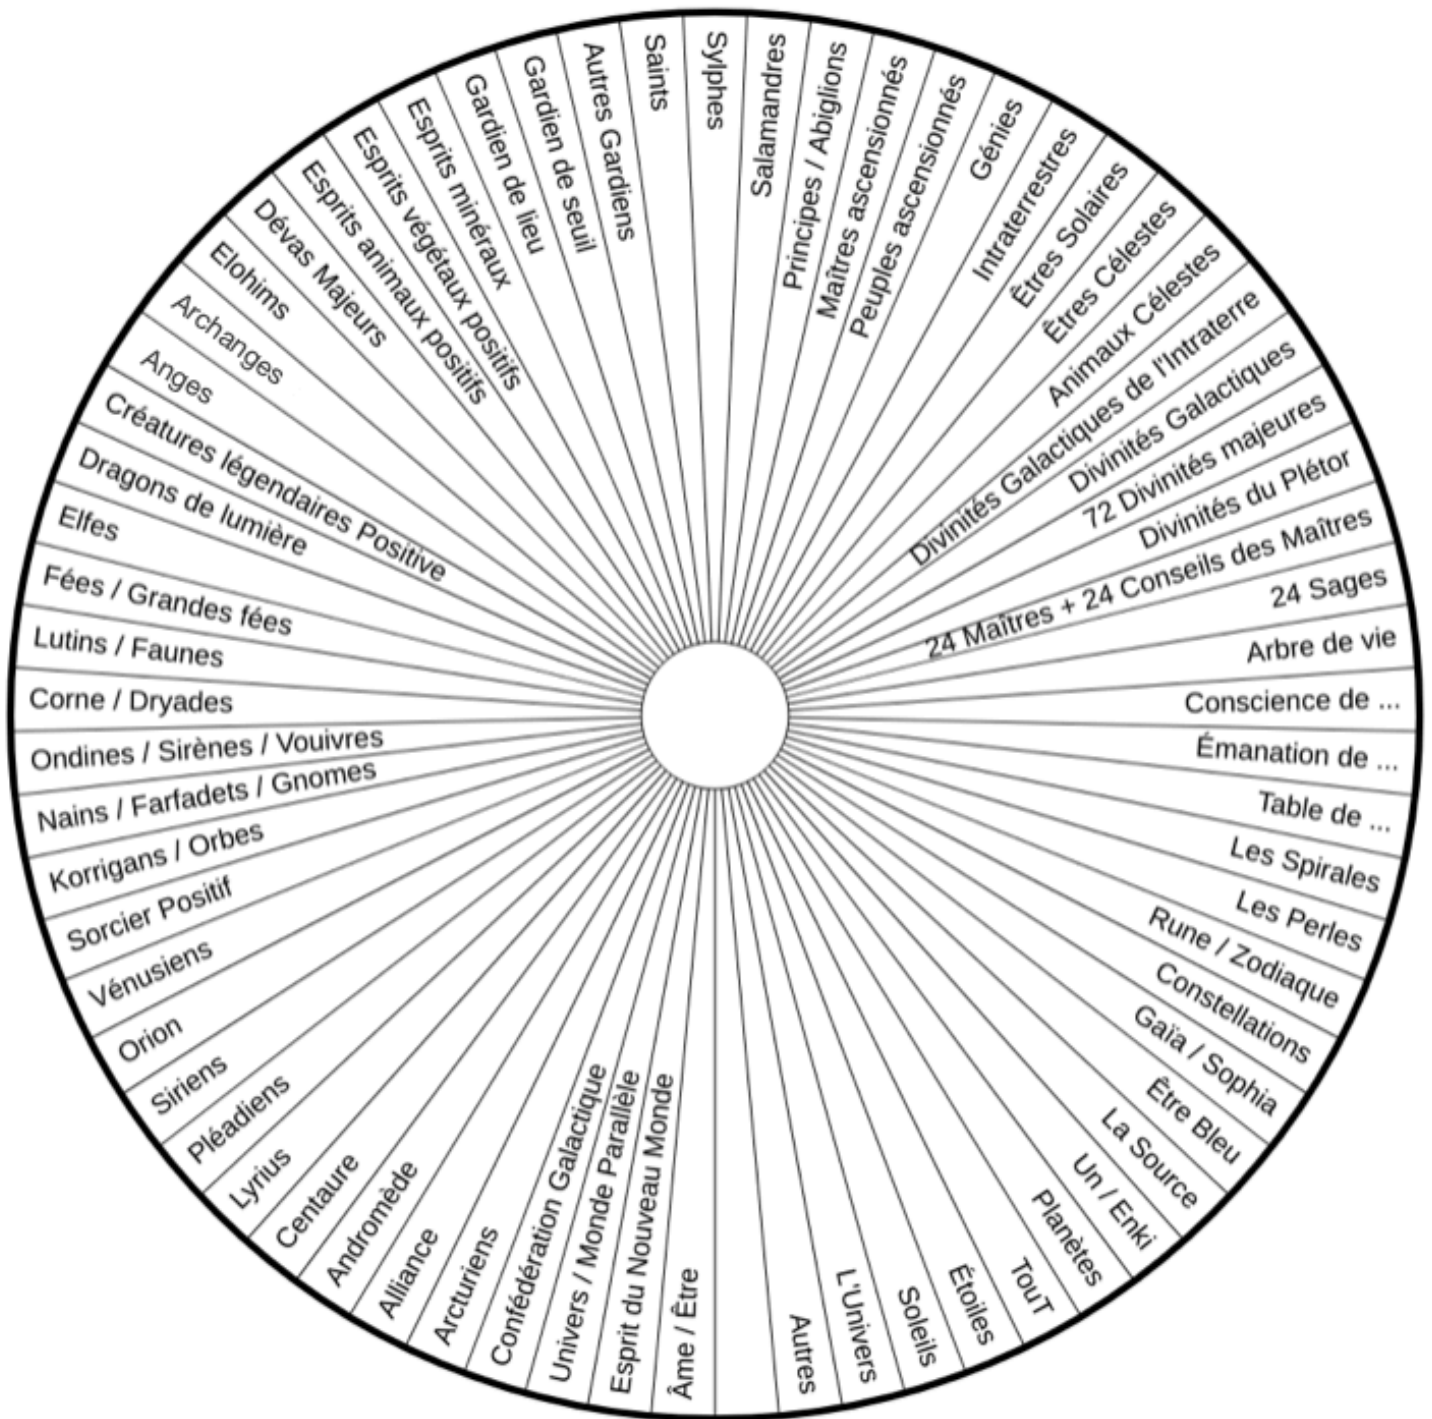 Sylphes
Salamandres
Principes / Abiglions
Maîtres ascensionnés
Peuples ascensionnés
Génies
Intraterrestres
Êtres Solaires
Êtres Célestes
Animaux Célestes
Divinités Galactiques de l'Intraterre
Divinités Galactiques
72 Divinités majeures
Divinités du Plétor
24 Maîtres + 24 Conseils des Maîtres
24 Sages
Arbre de vie
Conscience de ...
Émanation de ...
Table de ...
Les Spirales
Les Perles
Rune / Zodiaque
Constellations
Gaïa / Sophia
Être Bleu
La Source
Un / Enki
Planètes
TouT
Étoiles
Soleils
L'Univers
Autres
Âme / Être
Esprit du Nouveau Monde
Univers / Monde Parallèle
Confédération Galactique
Arcturiens
Alliance
Andromède
Centaure
Lyrius
Pléadiens
Siriens
Orion
Vénusiens
Sorcier Positif
Korrigans / Orbes
Nains / Farfadets / Gnomes
Ondines / Sirènes / Vouivres
Corne / Dryades
Lutins / Faunes
Fées / Grandes fées
Elfes
Dragons de lumière
Créatures légendaires Positive
Anges
Archanges
Elohims
Dévas Majeurs
Esprits animaux positifs
Esprits végétaux positifs
Esprits minéraux
Gardien de lieu
Gardien de seuil
Autres Gardiens
Saints